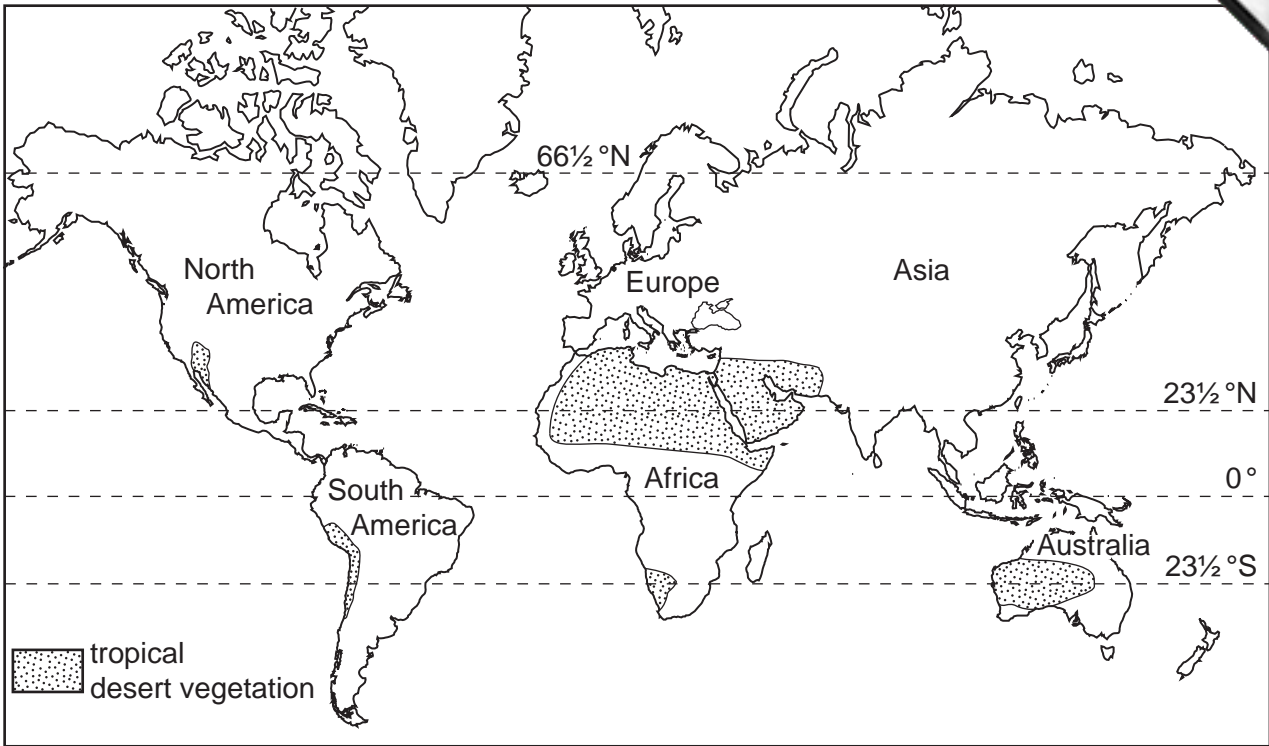 66½ °N
North
America
Europe
Asia
23½ °N
Africa
0 °
South
America
Australia
23½ °S
tropical
desert vegetation